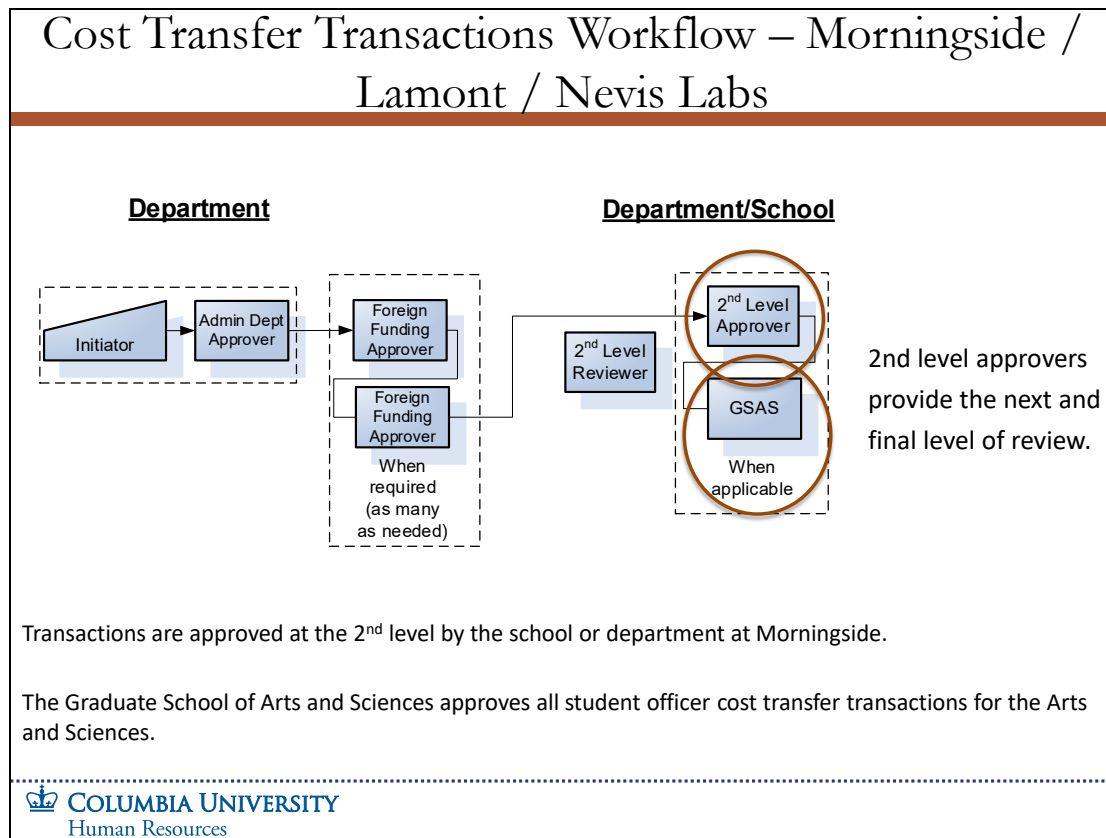 Cost Transfer Transactions Workflow – Morningside /
Lamont / Nevis Labs
Department
Department/School
Initiator
Admin Dept
Approver
Foreign
Funding
Approver
Foreign
Funding
Approver
When
required
(as many
as needed)
2nd Level
Reviewer
2nd Level
Approver
GSAS
When
applicable
2nd level approvers
provide the next and
final level of review.
Transactions are approved at the 2nd level by the school or department at Morningside.
The Graduate School of Arts and Sciences approves all student officer cost transfer transactions for the Arts
and Sciences.
COLUMBIA UNIVERSITY
Human Resources